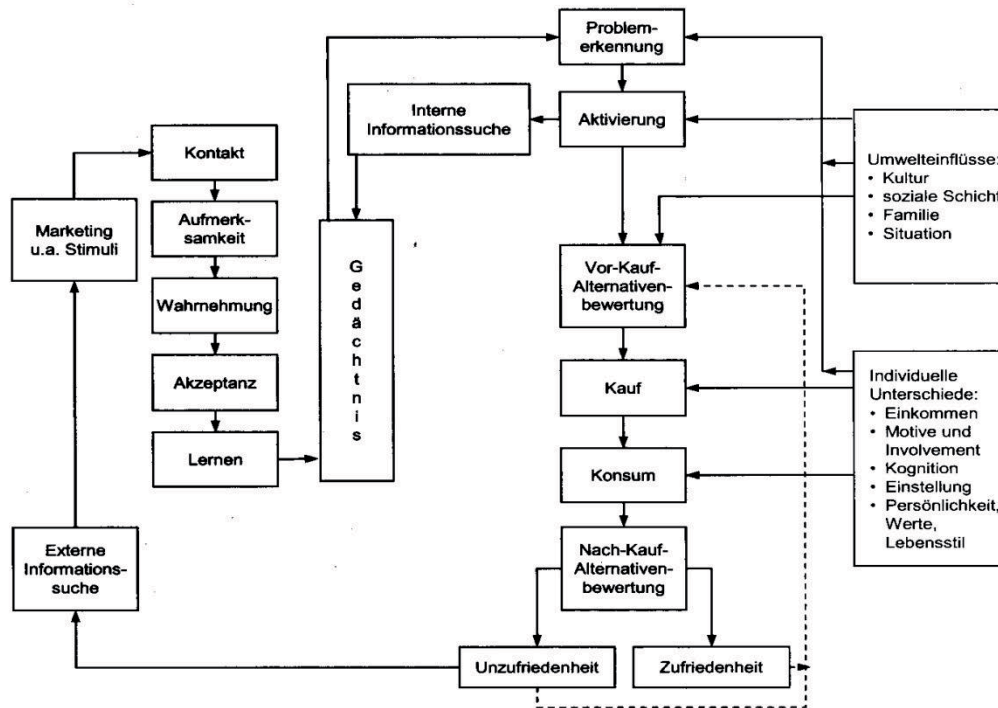 Problem-
erkennung
Interne
Informationssuche
Aktivierung
Kontakt
Umwelteinflüsse:
• Kultur
• soziale Schicht
• Familie
• Situation
Marketing
u.a. Stimuli
Aufmerk-
samkeit
Gedächtnis
Vor-Kauf-
Alternativen-
bewertung
Wahrnehmung
Akzeptanz
Kauf
Individuelle
Unterschiede:
• Einkommen
• Motive und
Involvement
• Kognition
• Einstellung
• Persönlichkeit,
Werte,
Lebensstil
Lernen
Konsum
Externe
Informations-
suche
Nach-Kauf-
Alternativen-
bewertung
Unzufriedenheit
Zufriedenheit